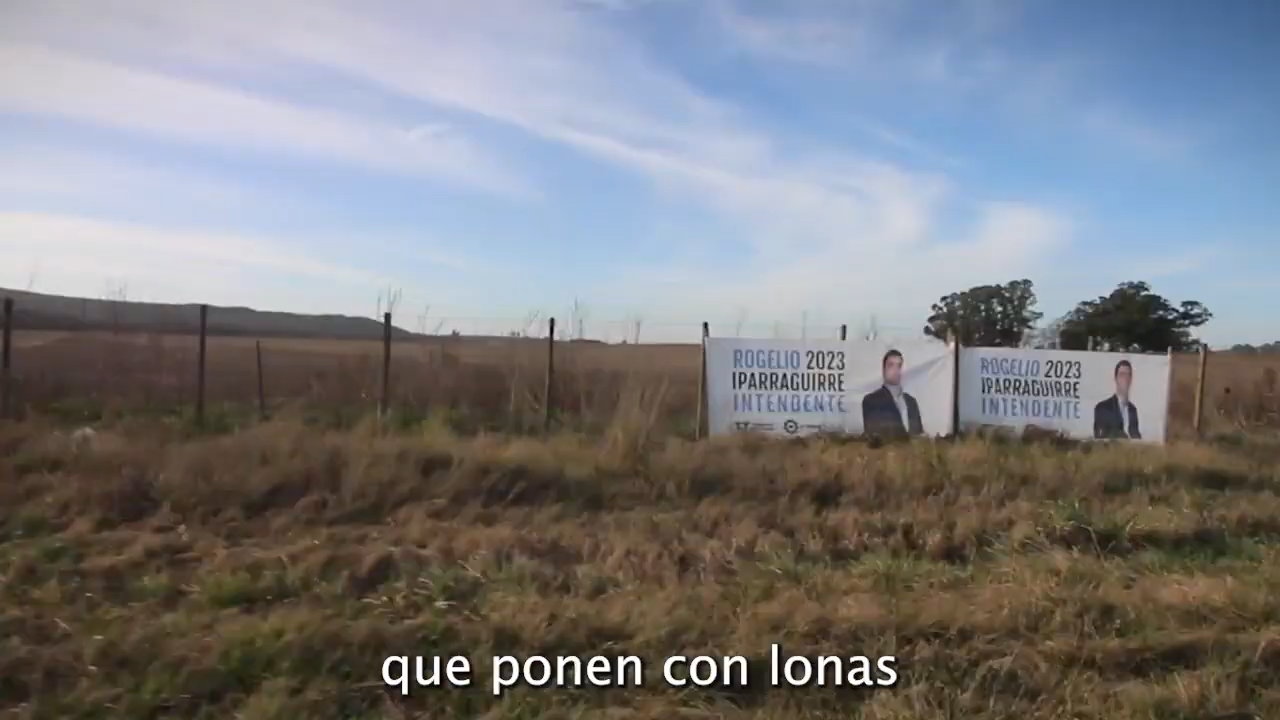 ROGELIO 2023
IPARRAGUIRRE
INTENDENTE
ROGELIO 2023
IPARRAGUIRRE
INTENDENTE
que ponen con lonas